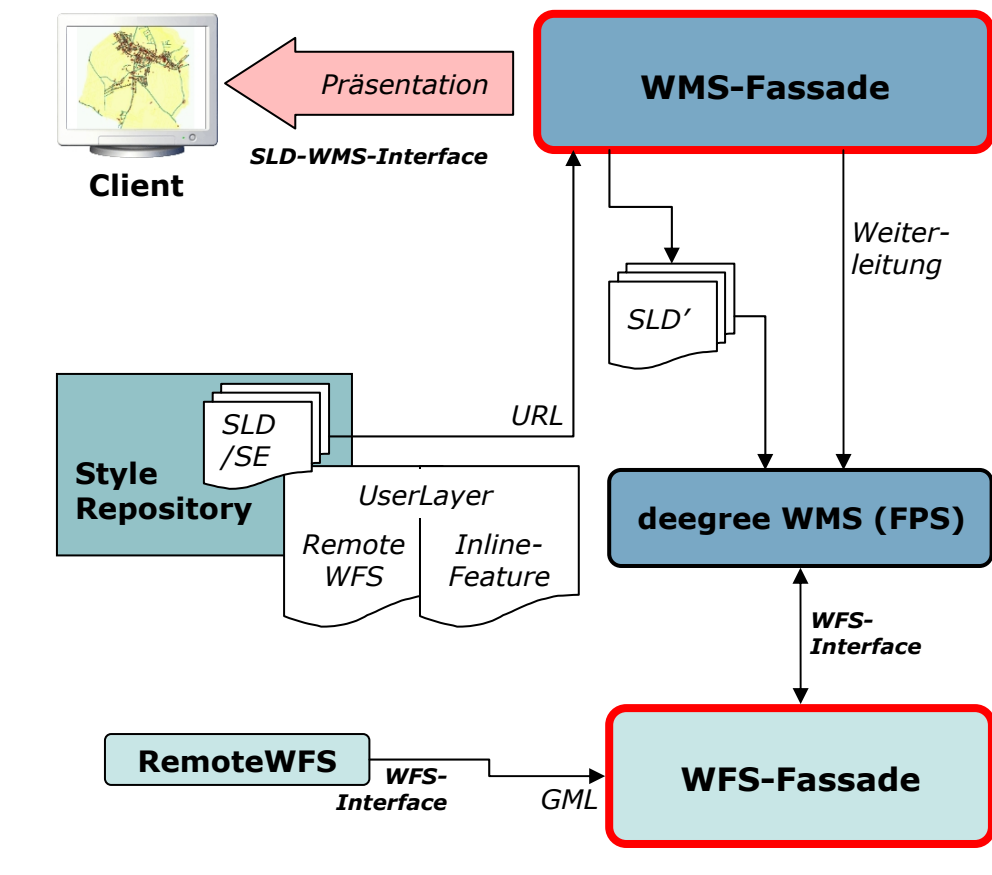 WMS-Fassade
Präsentation
SLD-WMS-Interface
Client
Weiter-
leitung
SLD’
URL
SLD
/SE
Style
Repository
UserLayer
Remote
WFS
Inline-
Feature
deegree WMS (FPS)
WFS-
Interface
RemoteWFS
WFS-
Interface
GML
WFS-Fassade